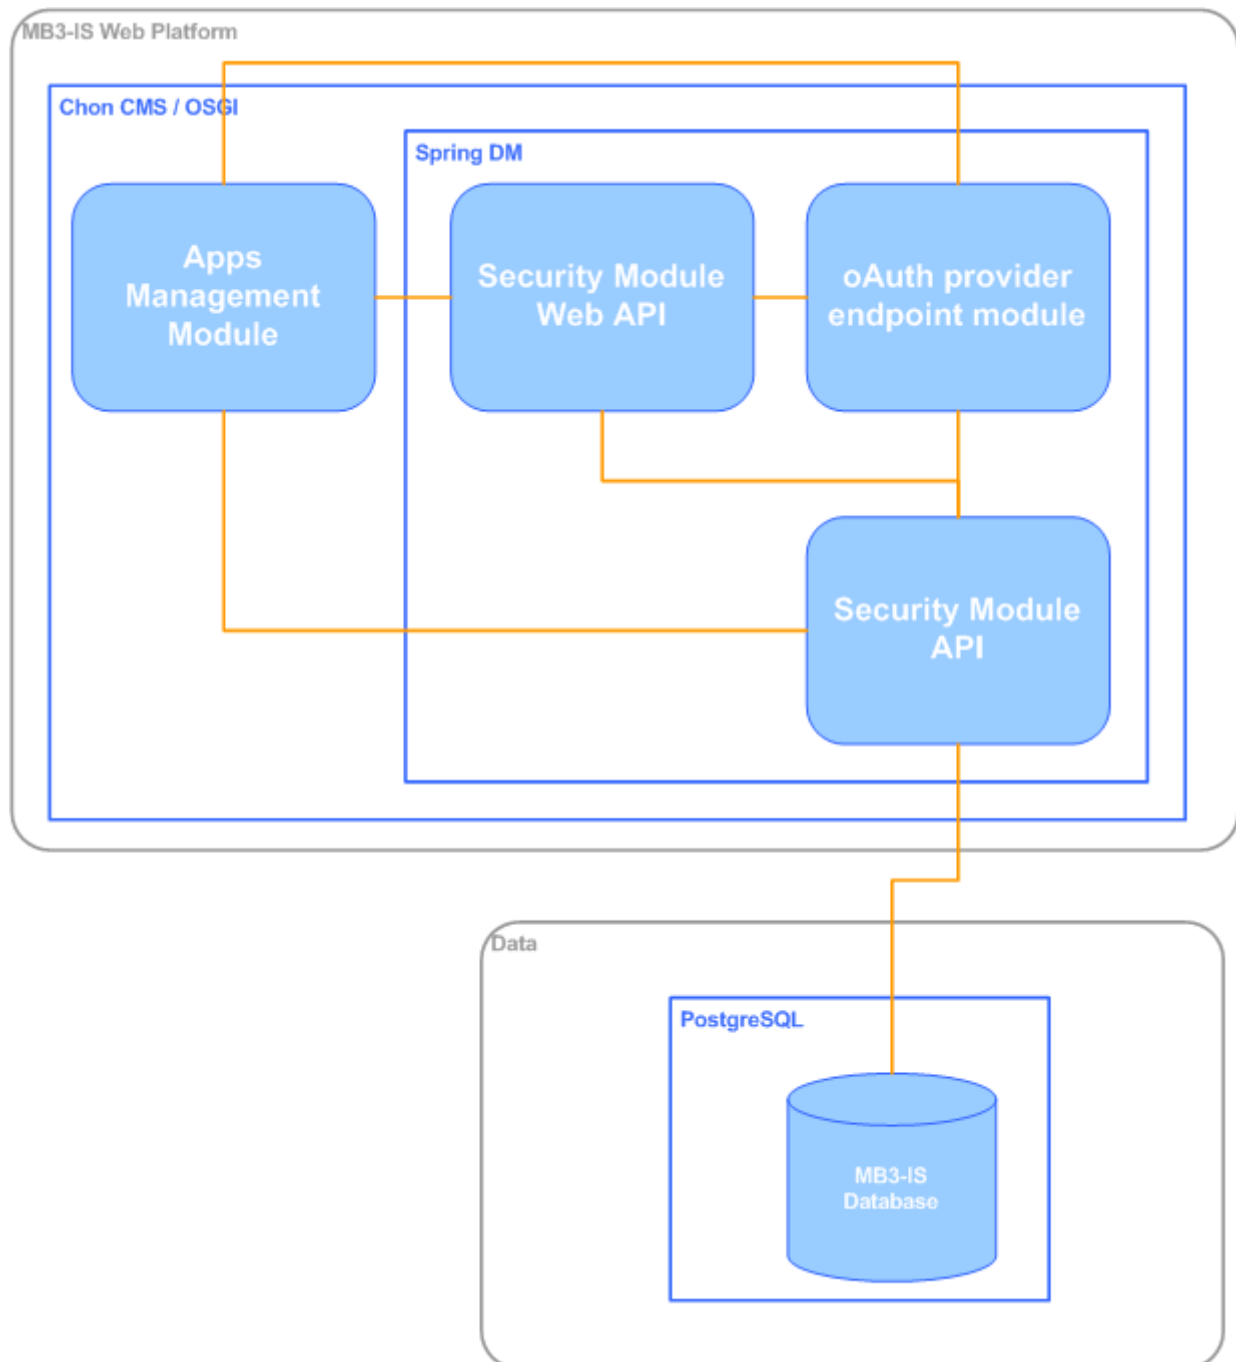 MB3-IS Web Platform
Chon CMS / OSGI
Spring DM
Apps
Management
Module
Security Module
Web API
oAuth provider
endpoint module
Security Module
API
Data
PostgreSQL
MB3-IS
Database